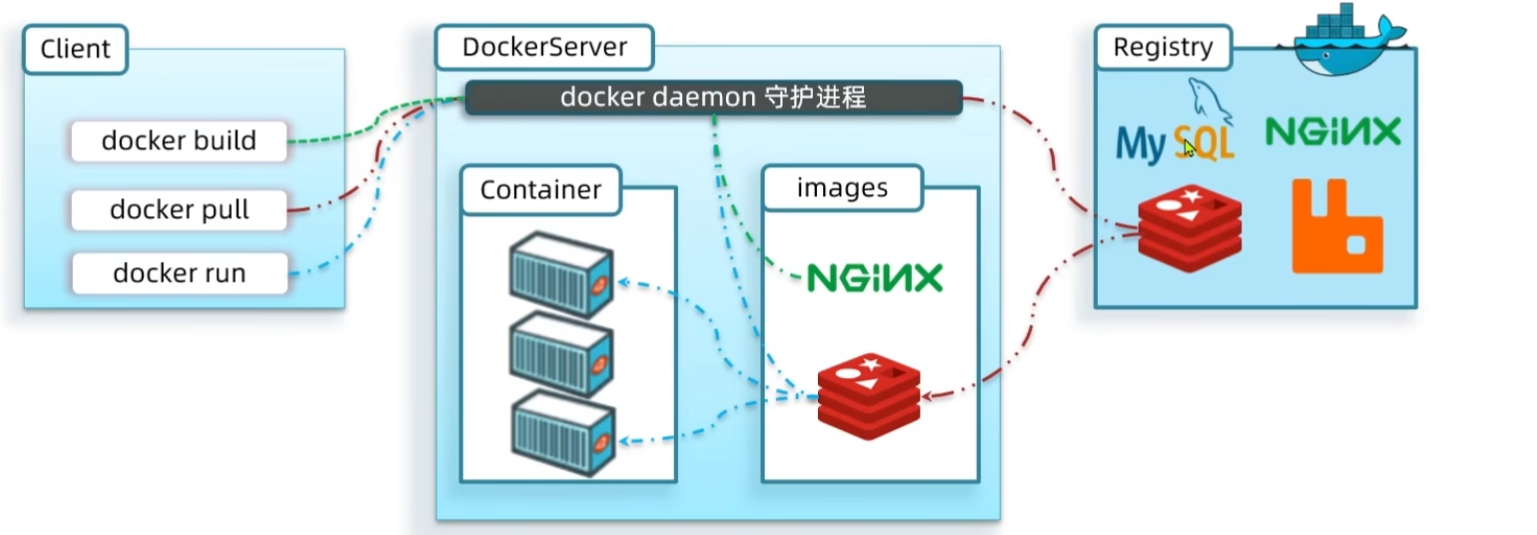 Client
docker build
docker pull
docker run
DockerServer
docker daemon 守护进程
Container
images
NGINX
Registry
MySQL
NGINX